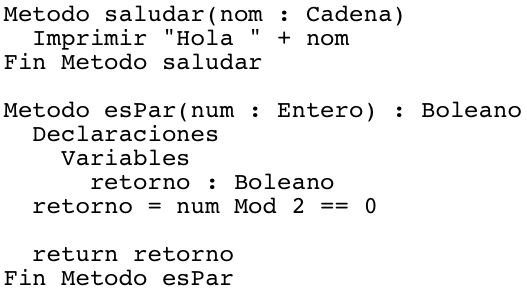 Metodo saludar(nom : Cadena)
  Imprimir "Hola " + nom
Fin Metodo saludar

Metodo esPar(num : Entero) : Boleano
  Declaraciones
    Variables
      retorno : Boleano
  retorno = num Mod 2 == 0

  return retorno
Fin Metodo esPar